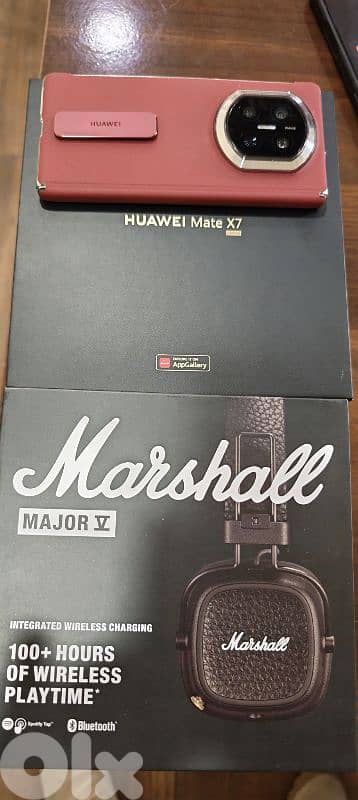 HUAWEI
HUAWEI Mate X7
EXPLORE IT ON
AppGallery
Marshall
MAJOR V
Marshall
INTEGRATED WIRELESS CHARGING
100+ HOURS
OF WIRELESS
PLAYTIME*
Spotify Tap™
Bluetooth®
Olx